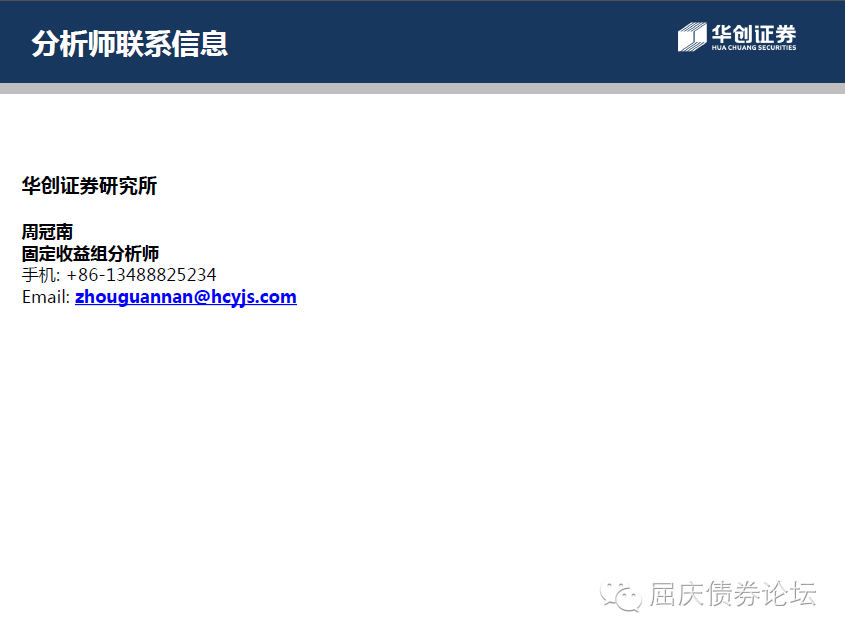 分析师联系信息
华创证券
HUA CHUANG SECURITIES
华创证券研究所
周冠南
固定收益组分析师
手机: +86-13488825234
Email: zhouguannan@hcyjs.com
屈庆债券论坛